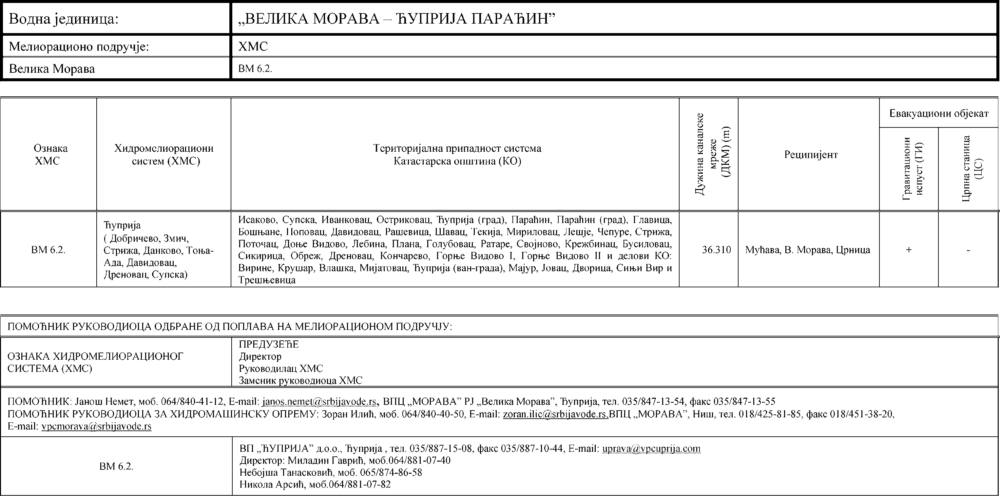 Водна јединица:
„ВЕЛИКА МОРАВА – ЋУПРИЈА ПАРАЋИН”
Мелиорационо подручје:
ХМС
Велика Морава
ВМ 6.2.
Ознака
ХМС
Хидромелиорациони
систем (ХМС)
Територијална припадност система
Катастарска општина (КО)
Дужина каналске
мреже
(ДКМ) (m)
Реципијент
Евакуациони објекат
Гравитациони
испуст (ГИ)
Црпна станица
(ЦС)
ВМ 6.2.
Ћуприја
( Добричево, Змич,
Стрижа, Данково, Тоња-
Ада, Давидовац,
Дреновац, Супска)
Исаково, Супска, Иванковац, Остриковац, Ћуприја (град), Параћин, Параћин (град), Главица,
Бошњане, Поповац, Давидовац, Рашевица, Шавац, Текија, Мириловац, Лешје, Чепуре, Стрижа,
Поточац, Доње Видово, Лебина, Плана, Голубовац, Ратаре, Својново, Крежбинац, Бусиловац,
Сикирица, Обреж, Дреновац, Кончарево, Горње Видово I, Горње Видово II и делови КО:
Вирине, Крушар, Влашка, Мијатовац, Ћуприја (ван-града), Мајур, Јовац, Дворица, Сињи Вир и
Трешњевица
36.310
Мућава, В. Морава, Црница
+
-
ПОМОЋНИК РУКОВОДИОЦА ОДБРАНЕ ОД ПОПЛАВА НА МЕЛИОРАЦИОНОМ ПОДРУЧЈУ:
ОЗНАКА ХИДРОМЕЛИОРАЦИОНОГ
СИСТЕМА (ХМС)
ПРЕДУЗЕЋЕ
Директор
Руководилац ХМС
Заменик руководиоца ХМС
ПОМОЋНИК: Јанош Немет, моб. 064/840-41-12, E-mail: janos.nemet@srbijavode.rs, ВПЦ „МОРАВА” РЈ „Велика Морава”, Ћуприја, тел. 035/847-13-54, факс 035/847-13-55
ПОМОЋНИК РУКОВОДИОЦА ЗА ХИДРОМАШИНСКУ ОПРЕМУ: Зоран Илић, моб. 064/840-40-50, E-mail: zoran.ilic@srbijavode.rs,ВПЦ „МОРАВА”, Ниш, тел. 018/425-81-85, факс 018/451-38-20,
E-mail: vpcmorava@srbijavode.rs
ВМ 6.2.
ВП „ЋУПРИЈА” д.о.о., Ћуприја , тел. 035/887-15-08, факс 035/887-10-44, E-mail: uprava@vpcuprija.com
Директор: Миладин Гаврић, моб.064/881-07-40
Небојша Танасковић, моб. 065/874-86-58
Никола Арсић, моб.064/881-07-82